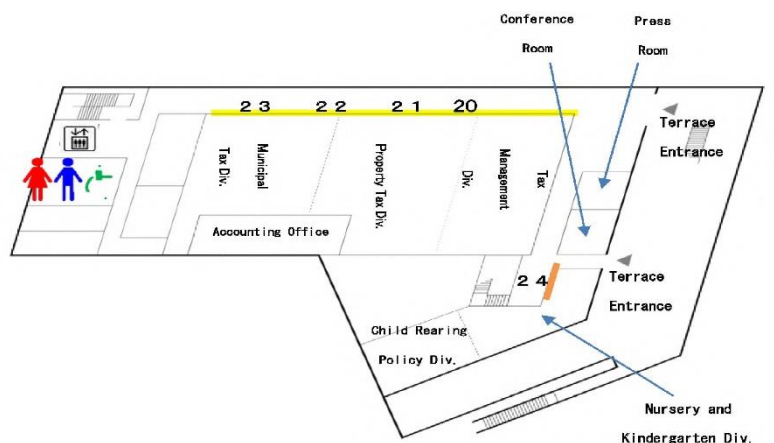 Conference
Room
Press
Room
23 22 21 20
Terrace
Entrance
Municipal
Tax Div.
Property Tax Div.
Tax
Management
Div.
Accounting Office
24
Terrace
Entrance
Child Rearing
Policy Div.
Nursery and
Kindergarten Div.